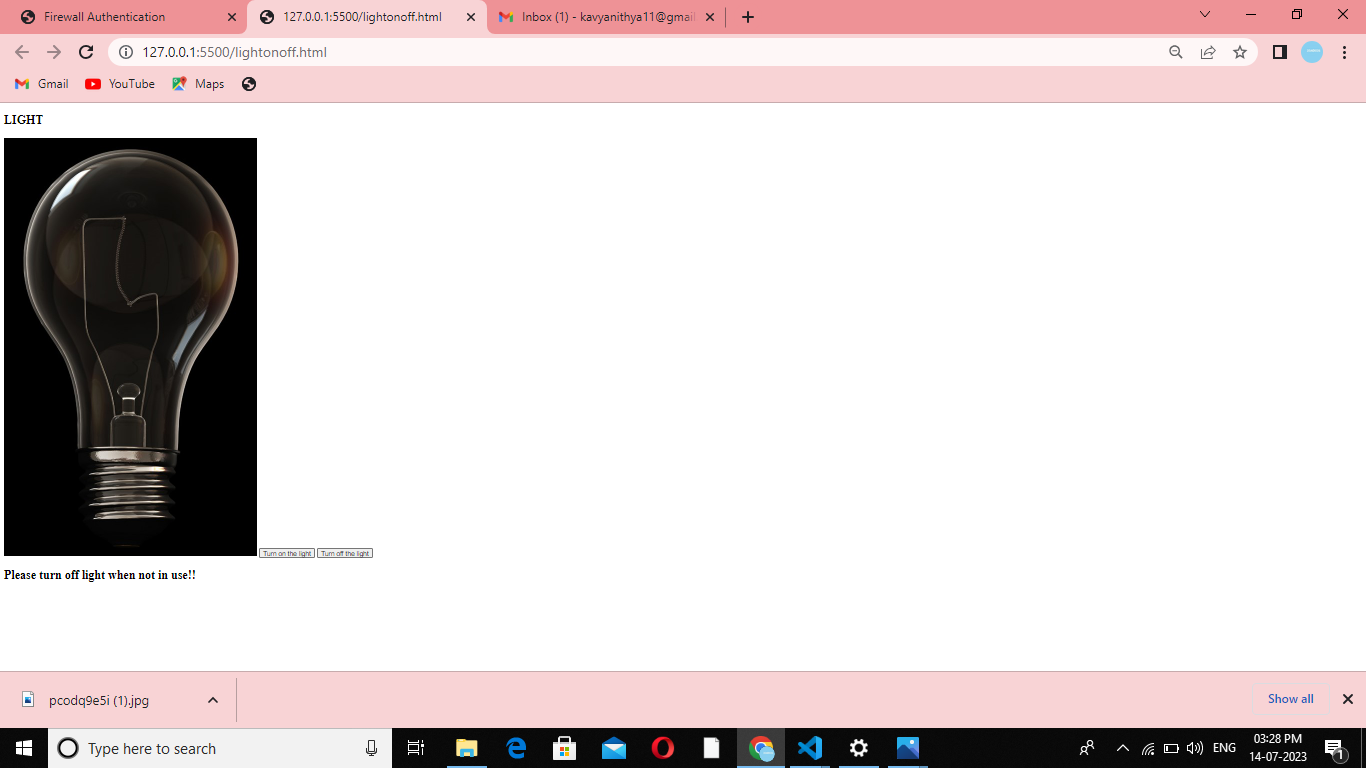 Firewall Authentication
127.0.0.1:5500/lightonoff.html
Inbox (1) - kavyanithya11@gmai
127.0.0.1:5500/lightonoff.html
Gmail YouTube Maps
LIGHT
Turn on the light Turn off the light
Please turn off light when not in use!!
pcodq9e5i (1).jpg
Show all
Type here to search
ENG
03:28 PM
14-07-2023
1